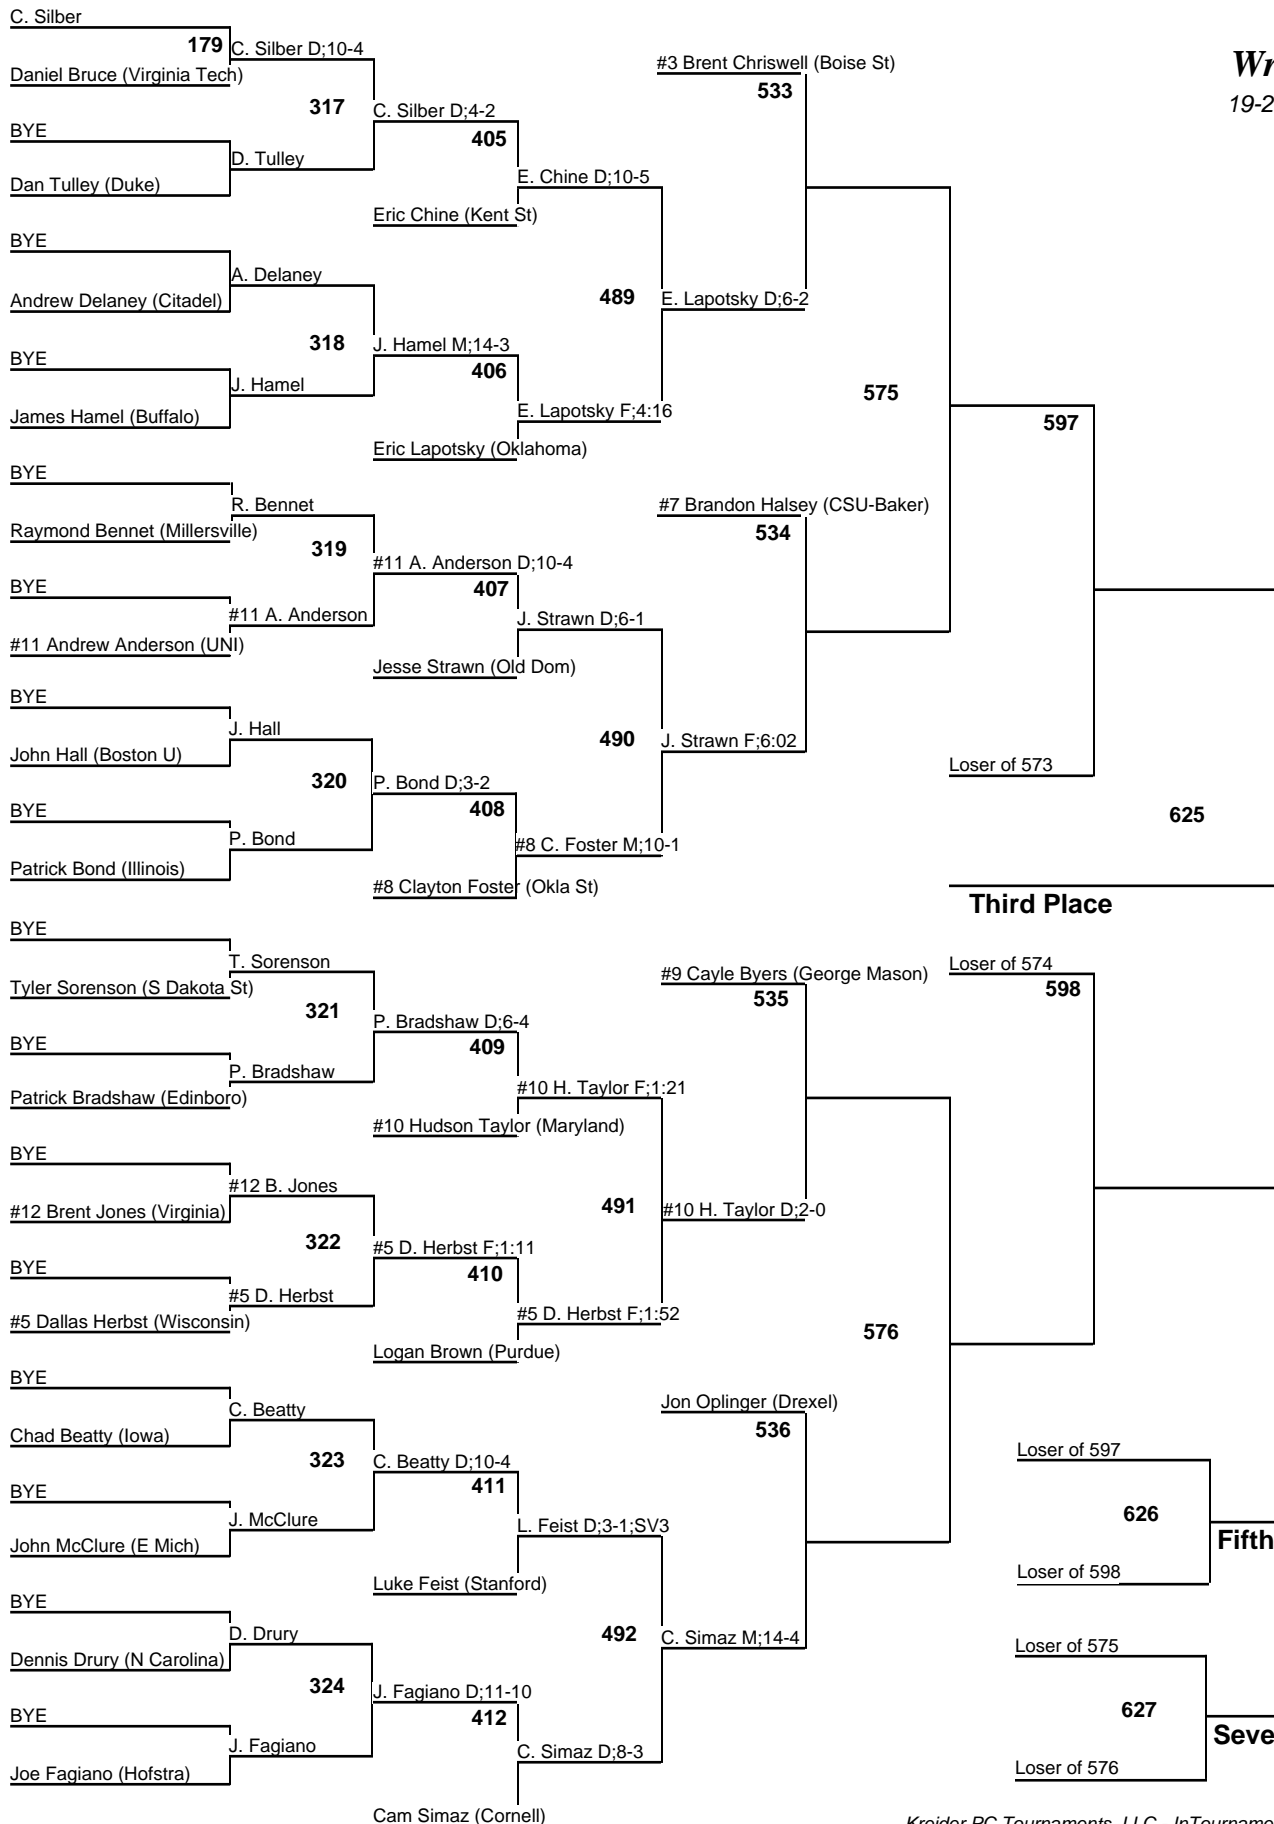 C. Silber
179
C. Silber D;10-4
Daniel Bruce (Virginia Tech)
317
C. Silber D;4-2
405
BYE
D. Tulley
Dan Tulley (Duke)
E. Chine D;10-5
Eric Chine (Kent St)
#3 Brent Chriswell (Boise St)
533
Wr
19-2
BYE
A. Delaney
Andrew Delaney (Citadel)
489
E. Lapotsky D;6-2
318
J. Hamel M;14-3
406
BYE
J. Hamel
James Hamel (Buffalo)
E. Lapotsky F;4:16
Eric Lapotsky (Oklahoma)
575
597
BYE
R. Bennet
Raymond Bennet (Millersville)
319
#11 A. Anderson D;10-4
407
#7 Brandon Halsey (CSU-Baker)
534
BYE
#11 A. Anderson
#11 Andrew Anderson (UNI)
J. Strawn D;6-1
Jesse Strawn (Old Dom)
BYE
J. Hall
John Hall (Boston U)
490
J. Strawn F;6:02
320
P. Bond D;3-2
408
Loser of 573
BYE
P. Bond
Patrick Bond (Illinois)
#8 C. Foster M;10-1
#8 Clayton Foster (Okla St)
625
Third Place
BYE
T. Sorenson
Tyler Sorenson (S Dakota St)
321
P. Bradshaw D;6-4
409
#9 Cayle Byers (George Mason)
535
Loser of 574
598
BYE
P. Bradshaw
Patrick Bradshaw (Edinboro)
#10 H. Taylor F;1:21
#10 Hudson Taylor (Maryland)
BYE
#12 B. Jones
#12 Brent Jones (Virginia)
491
#10 H. Taylor D;2-0
322
#5 D. Herbst F;1:11
410
BYE
#5 D. Herbst
#5 Dallas Herbst (Wisconsin)
#5 D. Herbst F;1:52
Logan Brown (Purdue)
576
BYE
C. Beatty
Chad Beatty (Iowa)
323
C. Beatty D;10-4
411
Jon Oplinger (Drexel)
536
Loser of 597
BYE
J. McClure
John McClure (E Mich)
L. Feist D;3-1;SV3
Luke Feist (Stanford)
626
Fifth
Loser of 598
BYE
D. Drury
Dennis Drury (N Carolina)
492
C. Simaz M;14-4
324
J. Fagiano D;11-10
412
Loser of 575
BYE
J. Fagiano
Joe Fagiano (Hofstra)
C. Simaz D;8-3
Cam Simaz (Cornell)
627
Seve
Loser of 576
Kreider PC Tournaments, LLC - InTourname